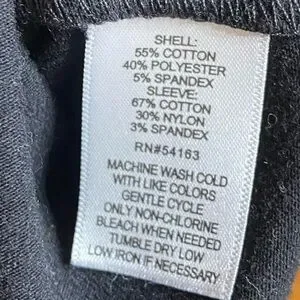 SHELL:
55% COTTON
40% POLYESTER
5% SPANDEX
SLEEVE:
67% COTTON
30% NYLON
3% SPANDEX
RN#54163
MACHINE WASH COLD
WITH LIKE COLORS
GENTLE CYCLE
ONLY NON-CHLORINE
BLEACH WHEN NEEDED
TUMBLE DRY LOW
LOW IRON IF NECESSARY